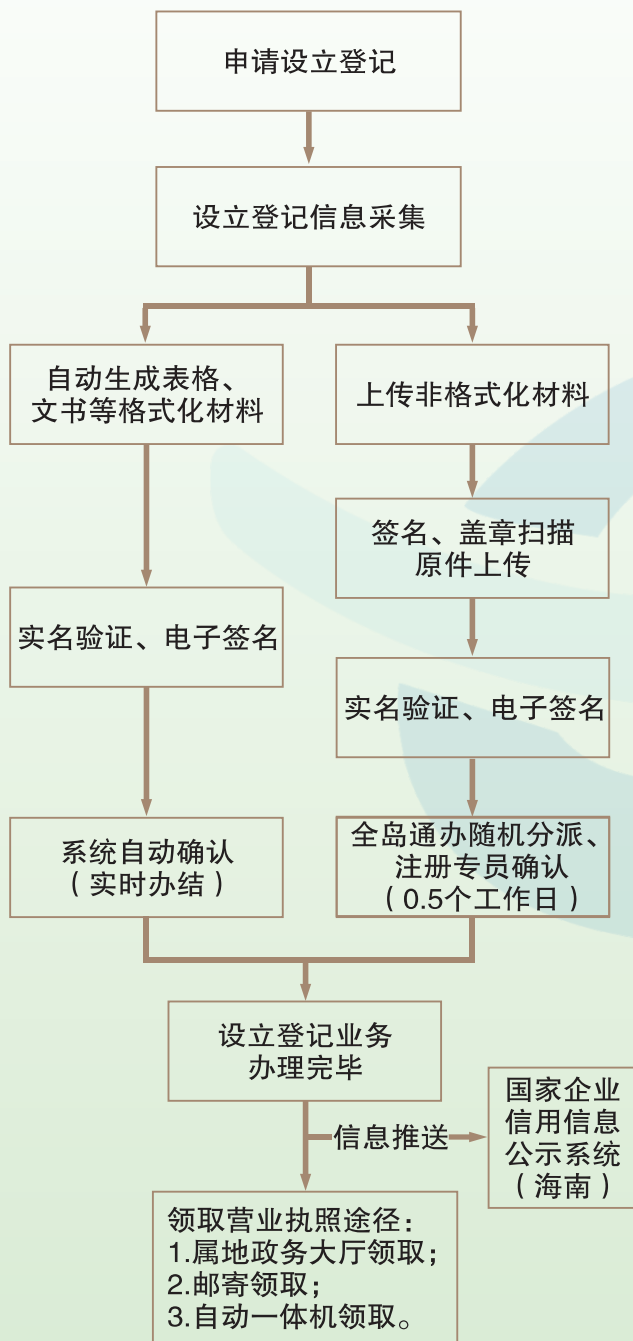 申请设立登记
设立登记信息采集
自动生成表格、
文书等格式化材料
实名验证、电子签名
系统自动确认
（实时办结）
上传非格式化材料
签名、盖章扫描
原件上传
实名验证、电子签名
全岛通办随机分派、
注册专员确认
（0.5个工作日）
设立登记业务
办理完毕
信息推送
国家企业
信用信息
公示系统
（海南）
领取营业执照途径：
1.属地政务大厅领取；
2.邮寄领取；
3.自动一体机领取。